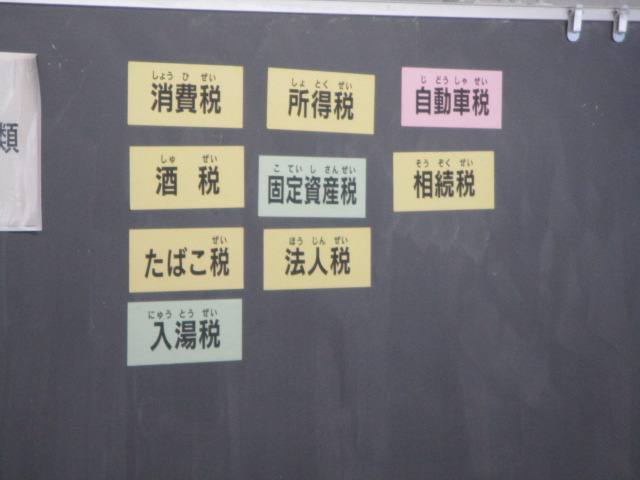 類
しょうひぜい
消費税
しょとくぜい
所得税
じどうしゃぜい
自動車税
しゅぜい
酒税
こていしさんぜい
固定資産税
そうぞくぜい
相続税
ぜい
たばこ税
ほうじんぜい
法人税
にゅうとうぜい
入湯税